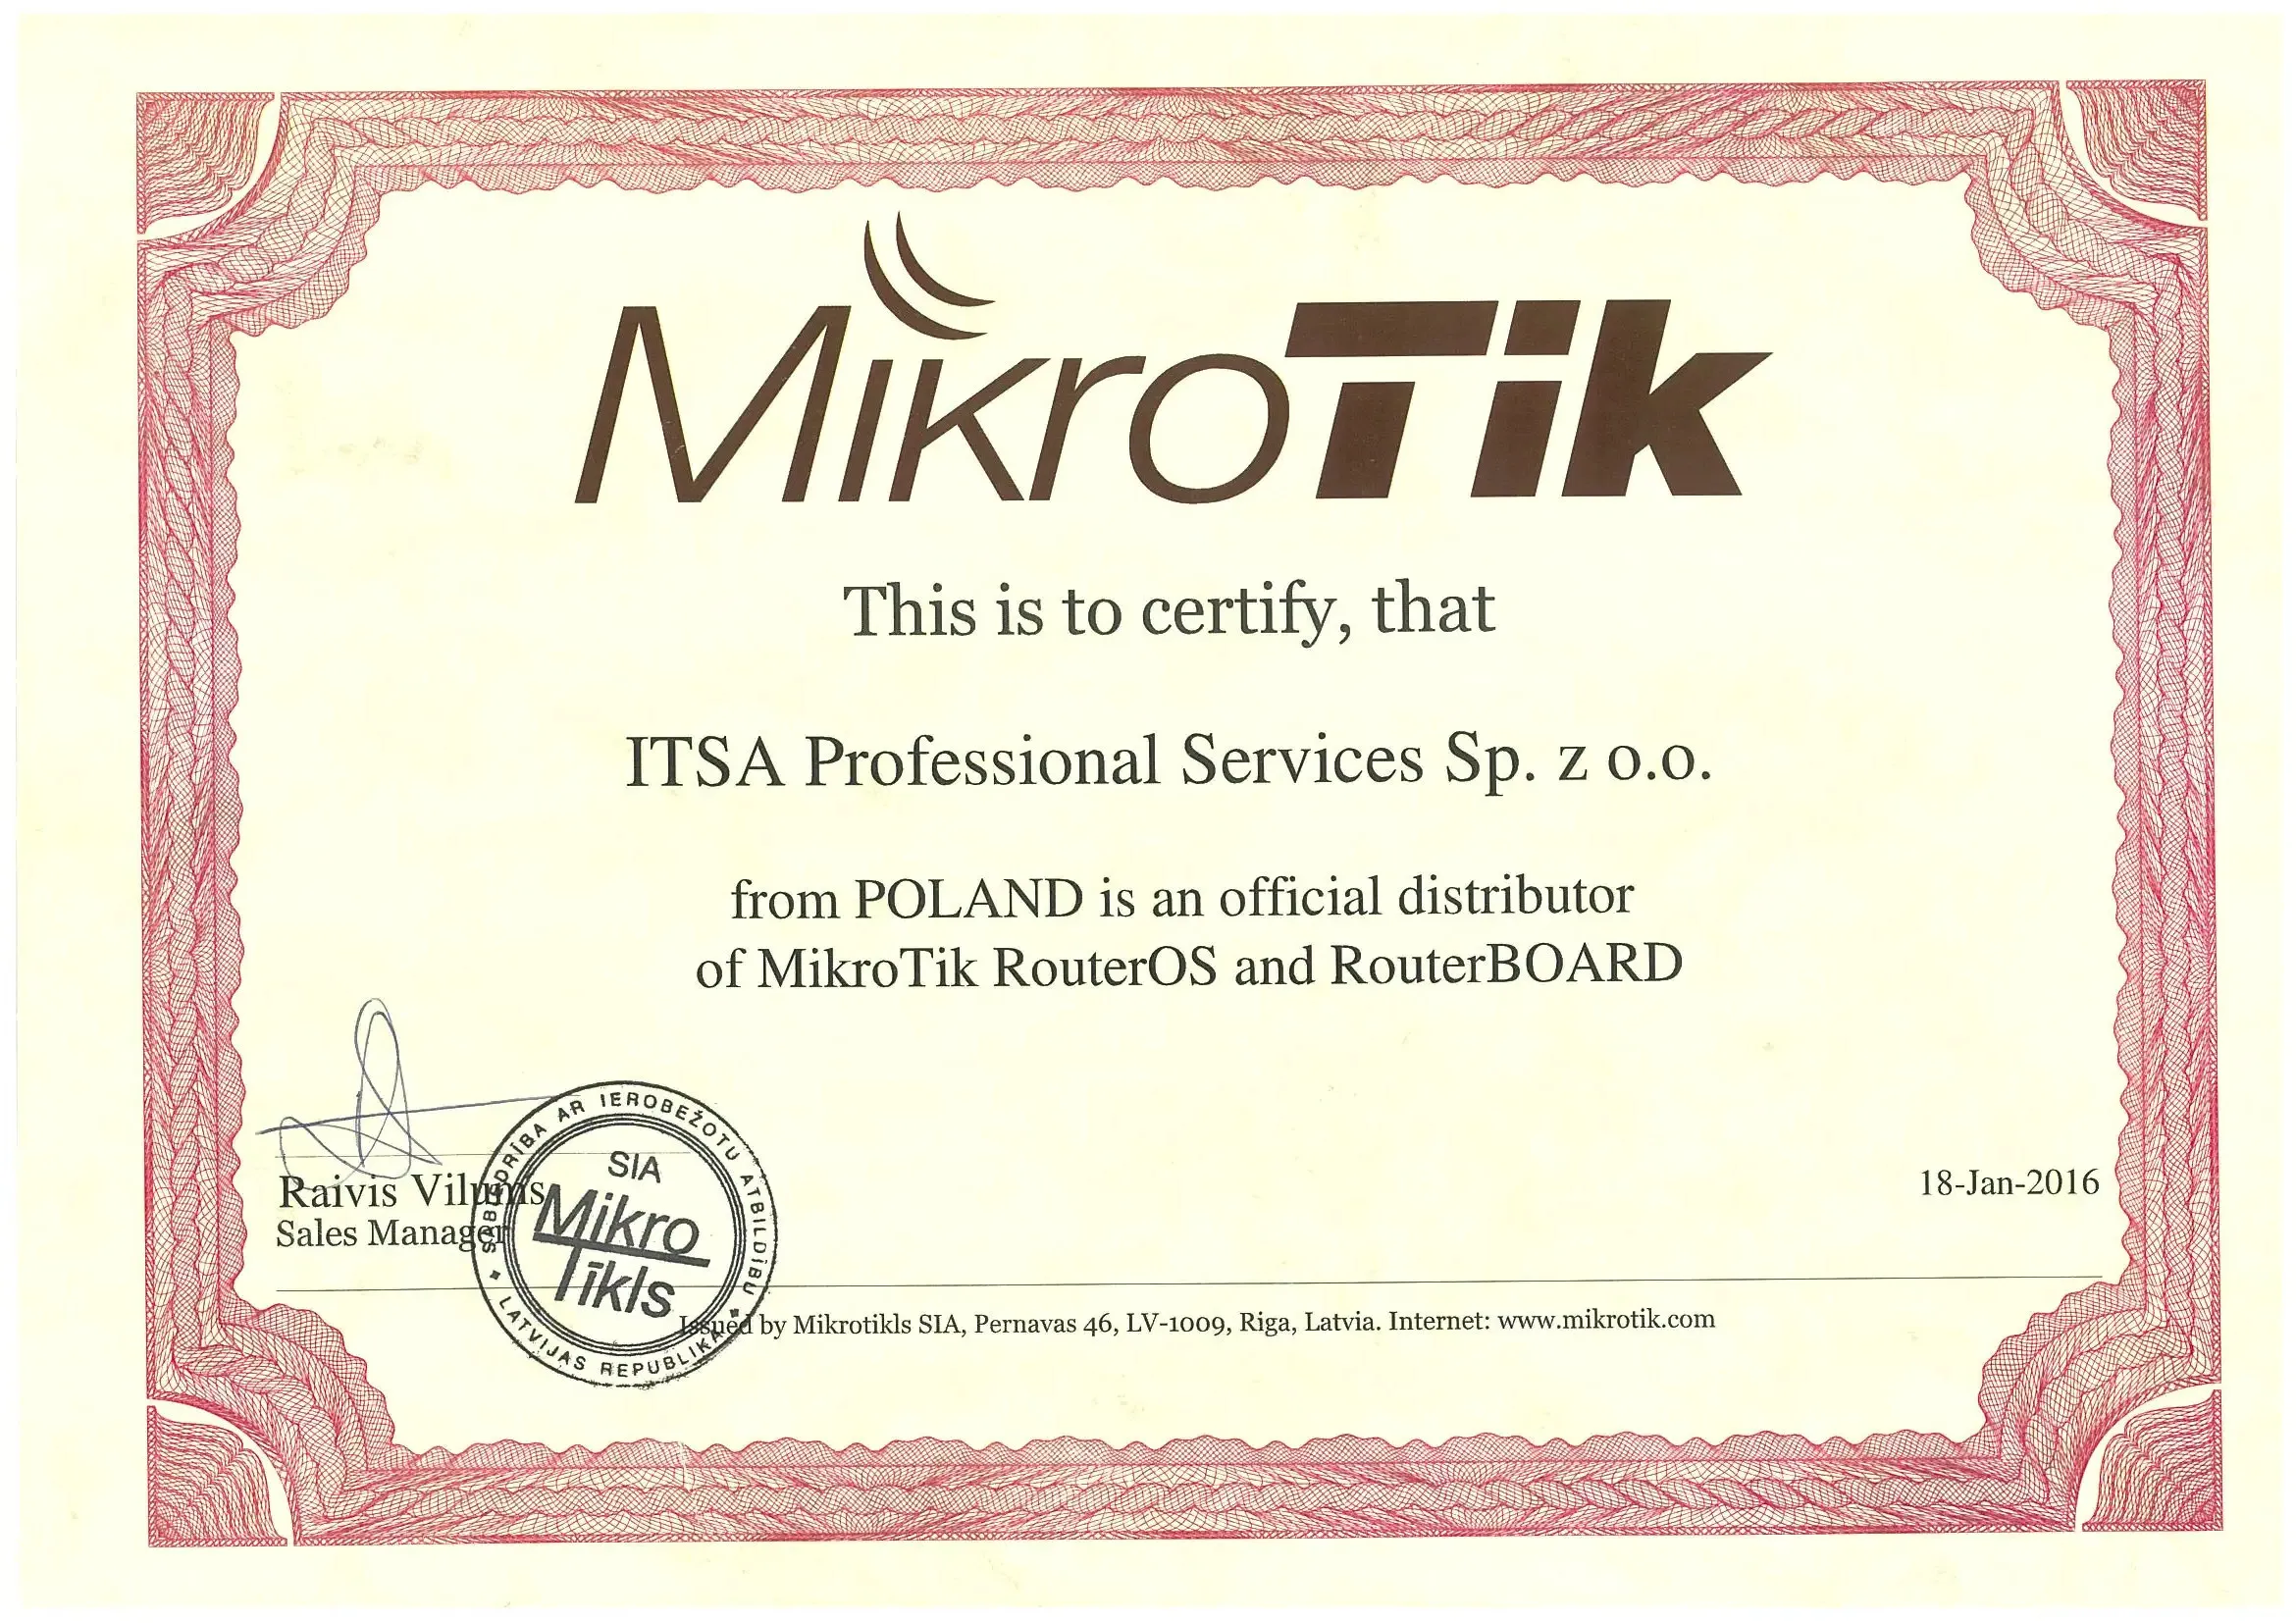 MikroTik
This is to certify, that
ITSA Professional Services Sp. z o.o.
from POLAND is an official distributor
of MikroTik RouterOS and RouterBOARD
Raivis Vilums
Sales Manager
18-Jan-2016
SABIEDRĪBA AR IEROBEŽOTU ATBILDĪBU
SIA
Mikro
Tīkls
LATVIJAS REPUBLIKA
Issued by Mikrotikls SIA, Pernavas 46, LV-1009, Riga, Latvia. Internet: www.mikrotik.com